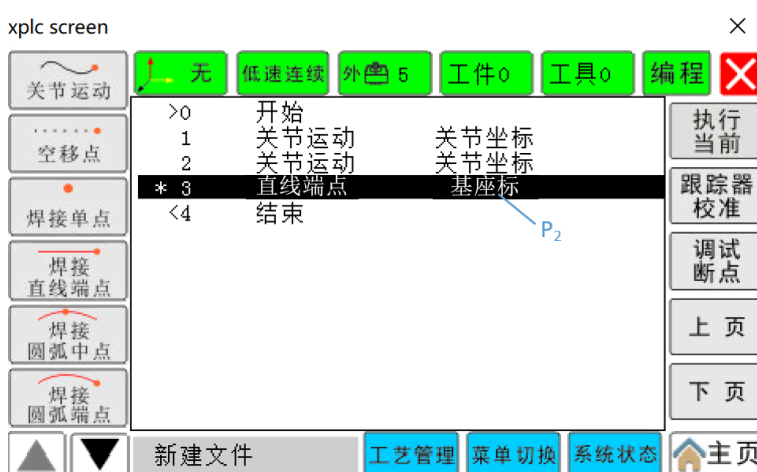 xplc screen
无 低速连续 外 5 工件0 工具0 编程
关节运动
空移点
焊接单点
焊接
直线端点
焊接
圆弧中点
焊接
圆弧端点
>0 开始
1 关节运动 关节坐标
2 关节运动 关节坐标
* 3 直线端点 基座标
<4 结束
P2
执行
当前
跟踪器
校准
调试
断点
上 页
下 页
新建文件 工艺管理 菜单切换 系统状态 主页